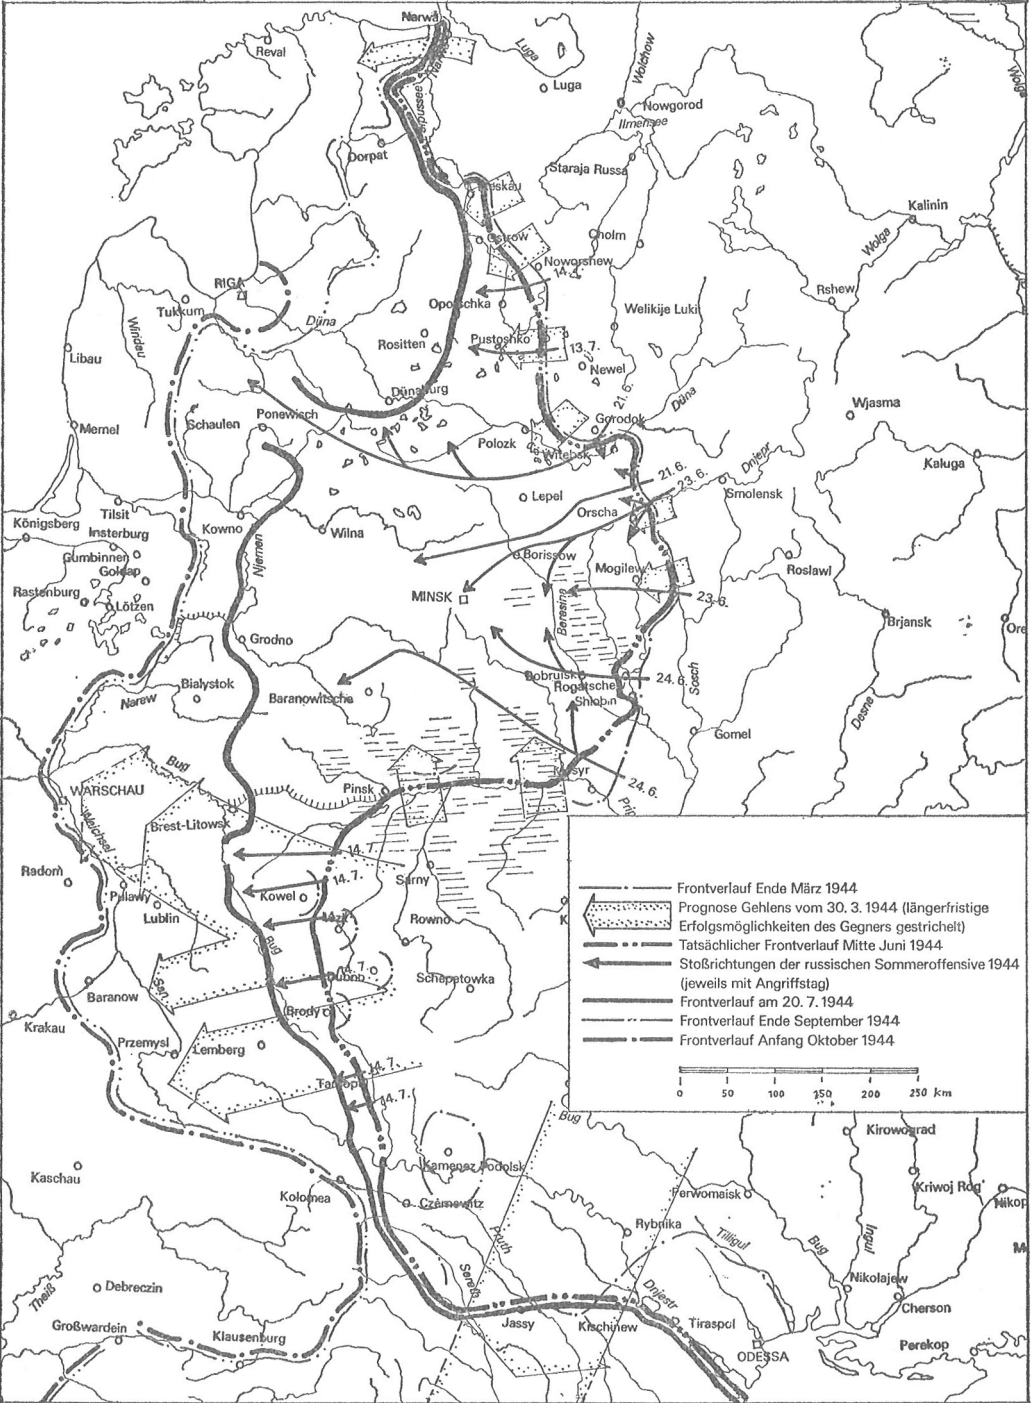 Narwa
Reval
Luga
Luga
Wolchow
Wolga
Nowgorod
Ilmensee
Dorpat
Staraja Russa
Pleskau
Kalinin
Ostrow
Cholm
Wolga
Noworshew
14.
RIGA
Opotschka
Rshew
Tukkum
Düna
Welikije Luki
Windau
Rositten
Pustoshko
13.7.
Libau
Newel
Dünaburg
21.6.
Düna
Ponewisch
Wjasma
Memel
Schaulen
Gorodok
Polozk
Witebsk
Dnjepr
Kaluga
21.6.
23.6.
Lepel
Smolensk
Tilsit
Orscha
Königsberg
Kowno
Wilna
Insterburg
Njemen
Borissow
Gumbinnen
Goldap
Mogilew
Roslawl
Rastenburg
MINSK
Lötzen
Beresina
23.6.
Brjansk
Ore
Grodno
Bobruisk
24.6.
Sosch
Bialystok
Rogatschew
Narew
Baranowitsche
Shlobin
Desne
Gomel
Bug
24.6.
WARSCHAU
Pinsk
Prip
Weichsel
Brest-Litowsk
14.7.
Radom
14.7.
Sarny
Pulawy
Kowel
Lublin
Rowno
K
Bug
14.7.
Dubno
Schepetowka
San
Baranow
Brody
Krakau
Przemysl
Lemberg
14.7.
Tarnopol
14.7.
Frontverlauf Ende März 1944
Prognose Gehlens vom 30.3.1944 (längerfristige
Erfolgsmöglichkeiten des Gegners gestrichelt)
Tatsächlicher Frontverlauf Mitte Juni 1944
Stoßrichtungen der russischen Sommeroffensive 1944
(jeweils mit Angriffstag)
Frontverlauf am 20.7.1944
Frontverlauf Ende September 1944
Frontverlauf Anfang Oktober 1944
0 50 100 150 200 250 km
Bug
Kirowograd
Kamenez Podolsk
Kaschau
Kolomea
Perwomaisk
Kriwoj Rog
Nikop
Czernowitz
Rybnika
Pruth
Tilligul
Bug
Ingul
M
Sereth
Nikolajew
Theiß
Debreczin
Dnjestr
Cherson
Großwardein
Klausenburg
Jassy
Kischinew
Tiraspol
Perekop
ODESSA